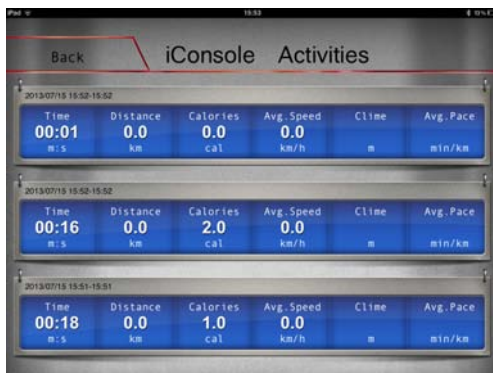 iPad
15:53
10%
Back
iConsole Activities
2013/07/15 15:52-15:52
Time Distance Calories Avg.Speed Clime Avg.Pace
00:01 0.0 0.0 0.0
m:s km cal km/h m min/km
2013/07/15 15:52-15:52
Time Distance Calories Avg.Speed Clime Avg.Pace
00:16 0.0 2.0 0.0
m:s km cal km/h m min/km
2013/07/15 15:51-15:51
Time Distance Calories Avg.Speed Clime Avg.Pace
00:18 0.0 1.0 0.0
m:s km cal km/h m min/km